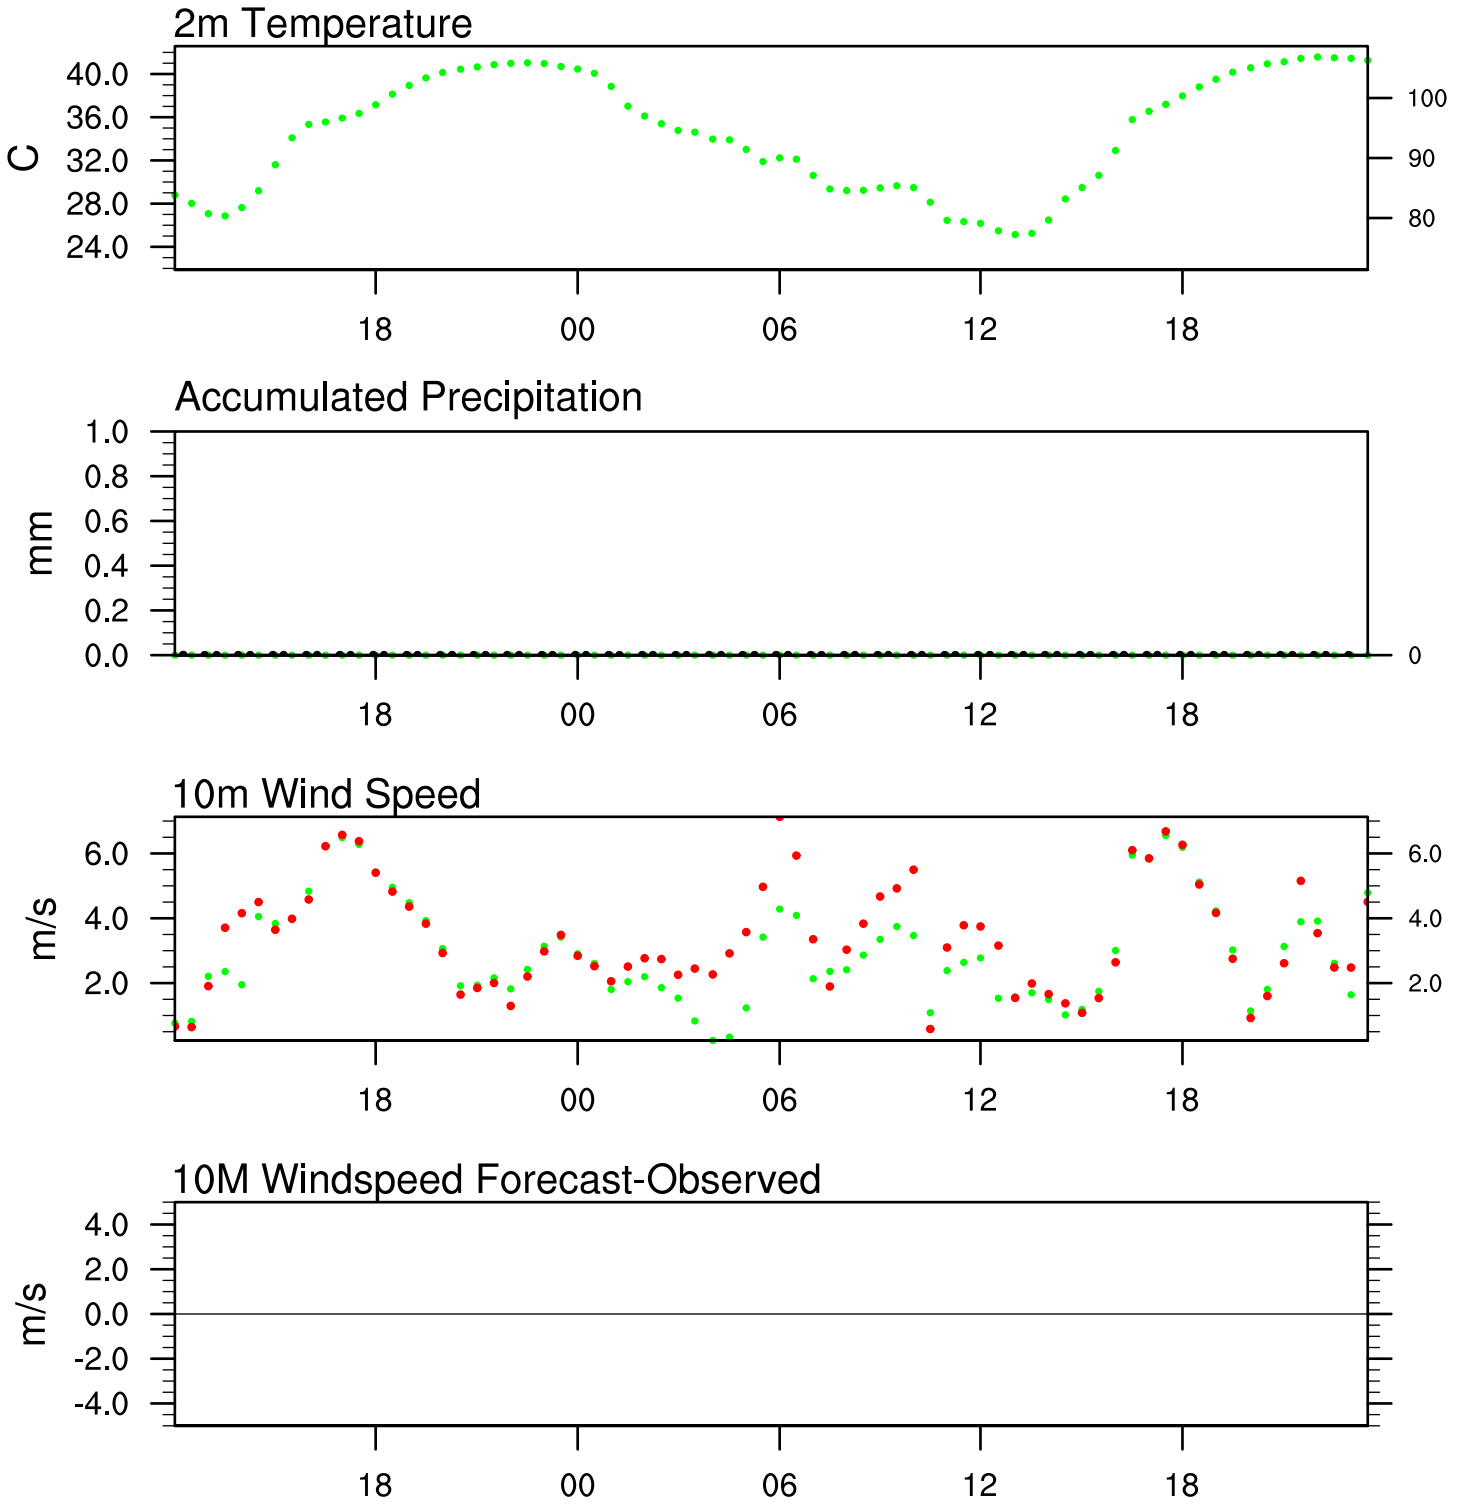 2m Temperature
40.0
36.0
32.0
28.0
24.0
C
100
90
80
18 00 06 12 18
Accumulated Precipitation
1.0
0.8
0.6
0.4
0.2
0.0
mm
0
18 00 06 12 18
10m Wind Speed
6.0 6.0
4.0 4.0
2.0 2.0
m/s
18 00 06 12 18
10M Windspeed Forecast-Observed
4.0
2.0
0.0
-2.0
-4.0
m/s
18 00 06 12 18